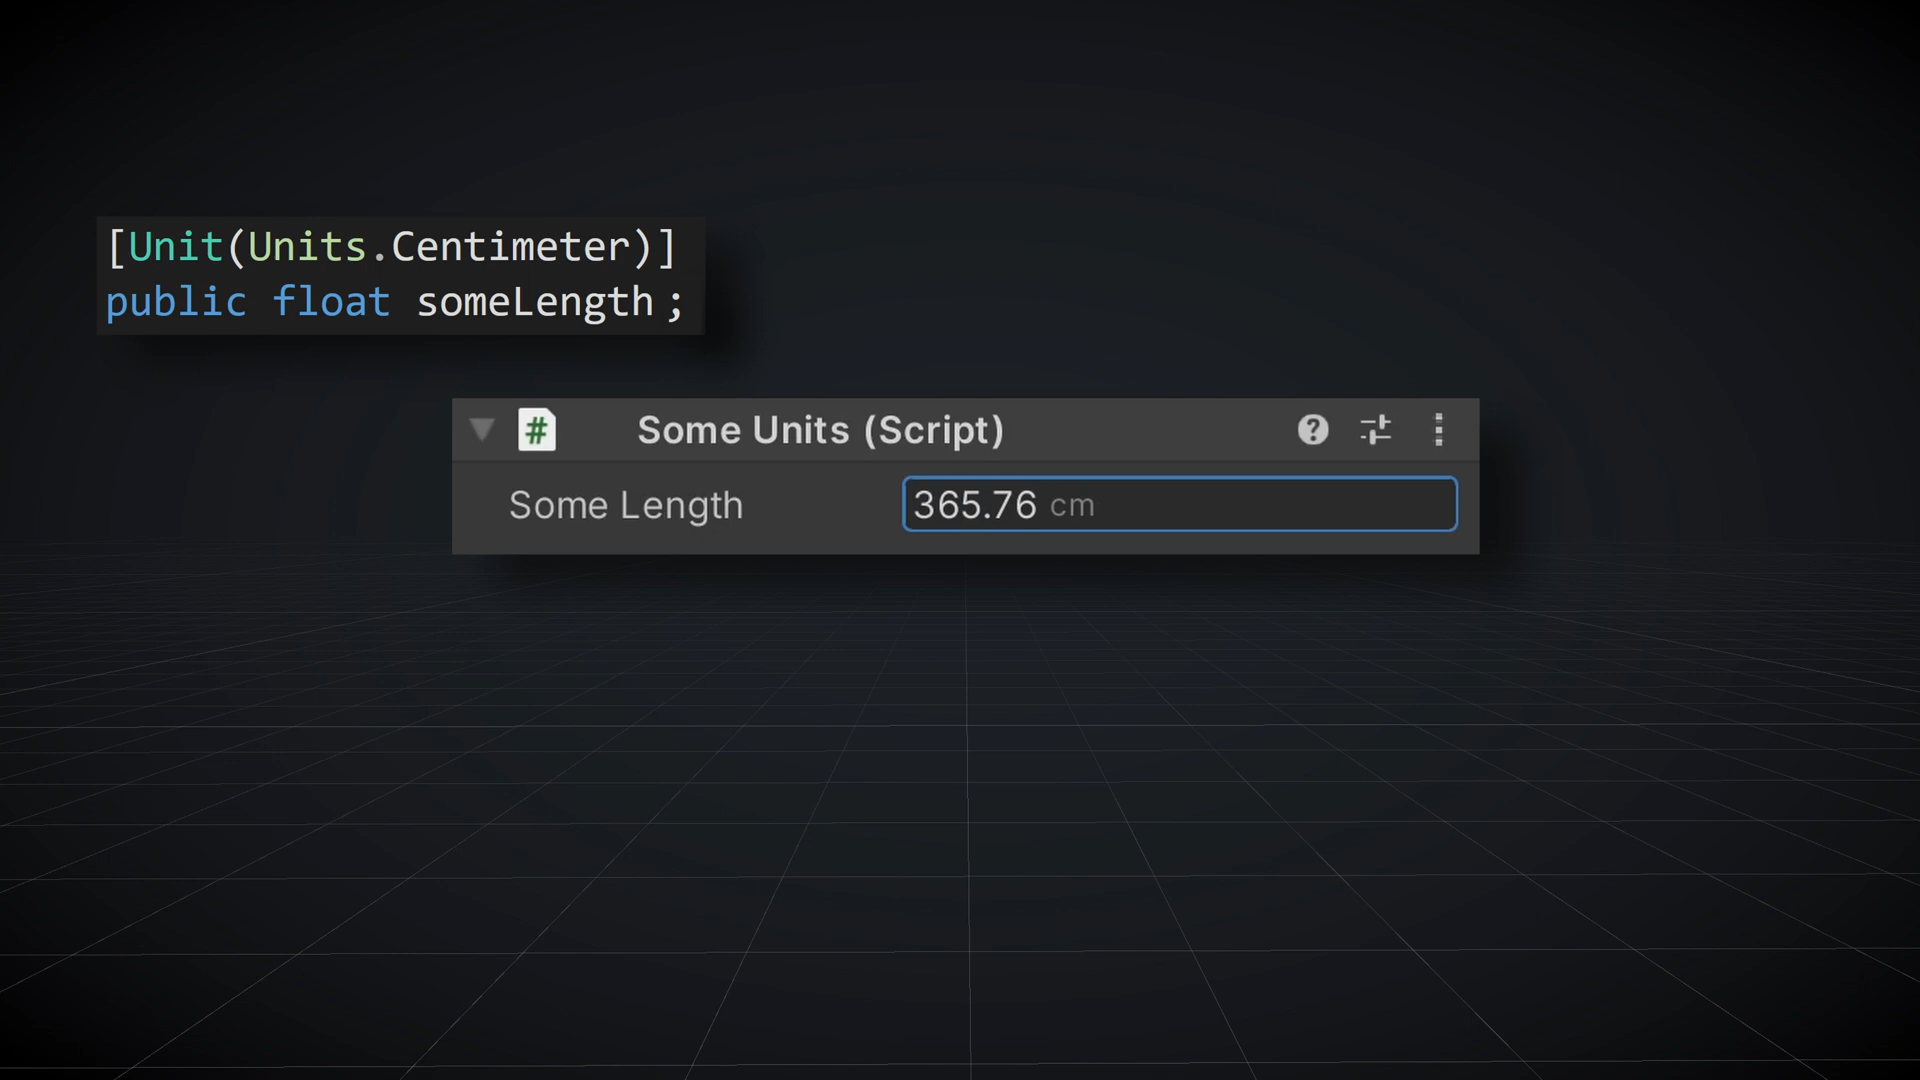 [Unit(Units.Centimeter)]
public float someLength;
# Some Units (Script) ?
Some Length 365.76 cm